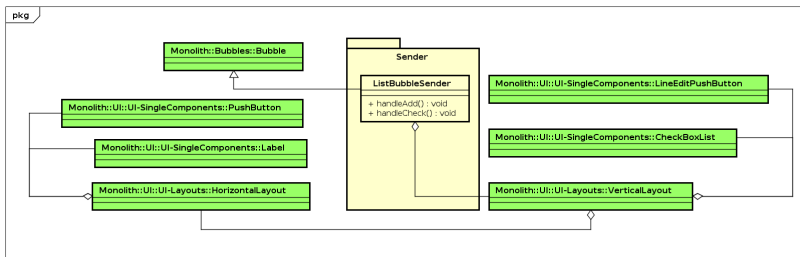 pkg
Monolith::Bubbles::Bubble
Sender
ListBubbleSender
+ handleAdd() : void
+ handleCheck() : void
Monolith::UI::UI-SingleComponents::LineEditPushButton
Monolith::UI::UI-SingleComponents::PushButton
Monolith::UI::UI-SingleComponents::CheckBoxList
Monolith::UI::UI-SingleComponents::Label
Monolith::UI::UI-Layouts::HorizontalLayout
Monolith::UI::UI-Layouts::VerticalLayout